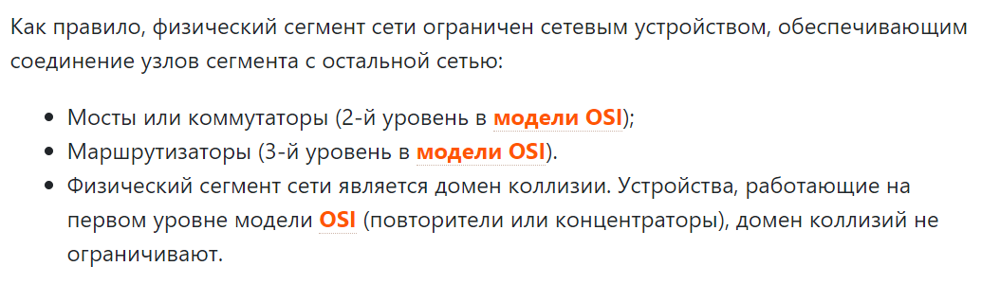 Как правило, физический сегмент сети ограничен сетевым устройством, обеспечивающим
соединение узлов сегмента с остальной сетью:
• Мосты или коммутаторы (2-й уровень в модели OSI);
• Маршрутизаторы (3-й уровень в модели OSI).
• Физический сегмент сети является домен коллизии. Устройства, работающие на
первом уровне модели OSI (повторители или концентраторы), домен коллизий не
ограничивают.